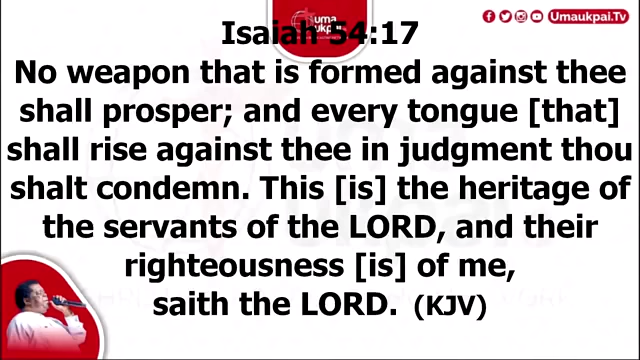 Isaiah 54:17
uma ukpai
Umaukpai.Tv
No weapon that is formed against thee
shall prosper; and every tongue [that]
shall rise against thee in judgment thou
shalt condemn. This [is] the heritage of
the servants of the LORD, and their
righteousness [is] of me,
saith the LORD. (KJV)